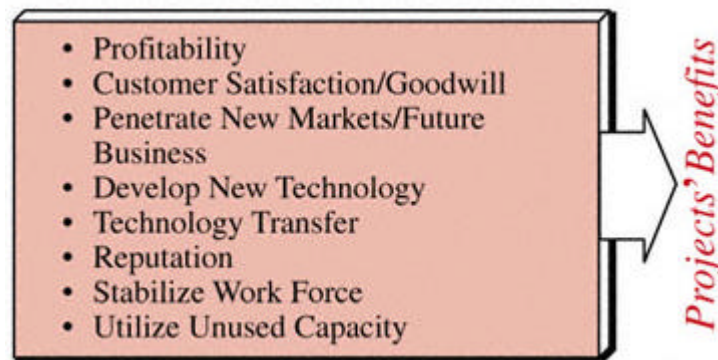 • Profitability
• Customer Satisfaction/Goodwill
• Penetrate New Markets/Future
Business
• Develop New Technology
• Technology Transfer
• Reputation
• Stabilize Work Force
• Utilize Unused Capacity
Projects' Benefits